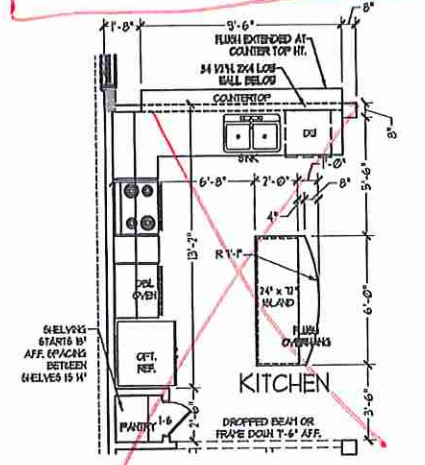 1'-8"
9'-6"
8"
FLUSH EXTENDED AT
COUNTER TOP HT.
34 1/2"H. 2X4 LOW
WALL BELOW
COUNTERTOP
DW
SINK
8"
1'-0"
6'-8"
2'-0"
8"
5'-6"
4"
13'-2"
24" x 72"
ISLAND
DBL
OVEN
6'-0"
FLUSH
OVERHANG
SHELVING
STARTS 18"
A.F.F. SPACING
BETWEEN
SHELVES IS 14"
OPT.
REF.
KITCHEN
PANTRY
1-6
2'-6"
DROPPED BEAM OR
FRAME DOWN 7'-6" AFF.
3'-6"